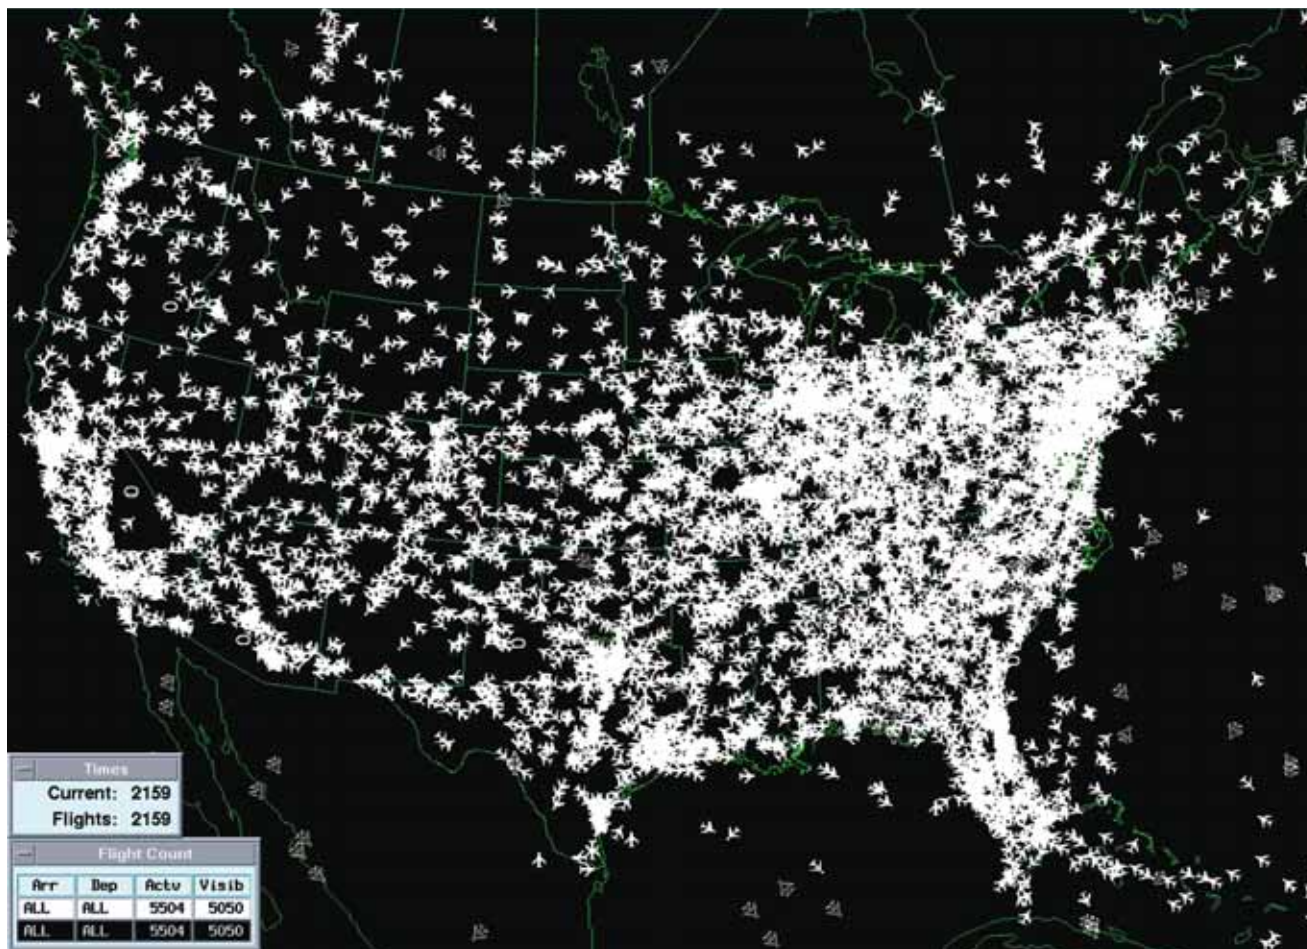 Times
Current: 2159
Flights: 2159
Flight Count
Arr Dep Actv Visib
ALL ALL 5504 5050
ALL ALL 5504 5050